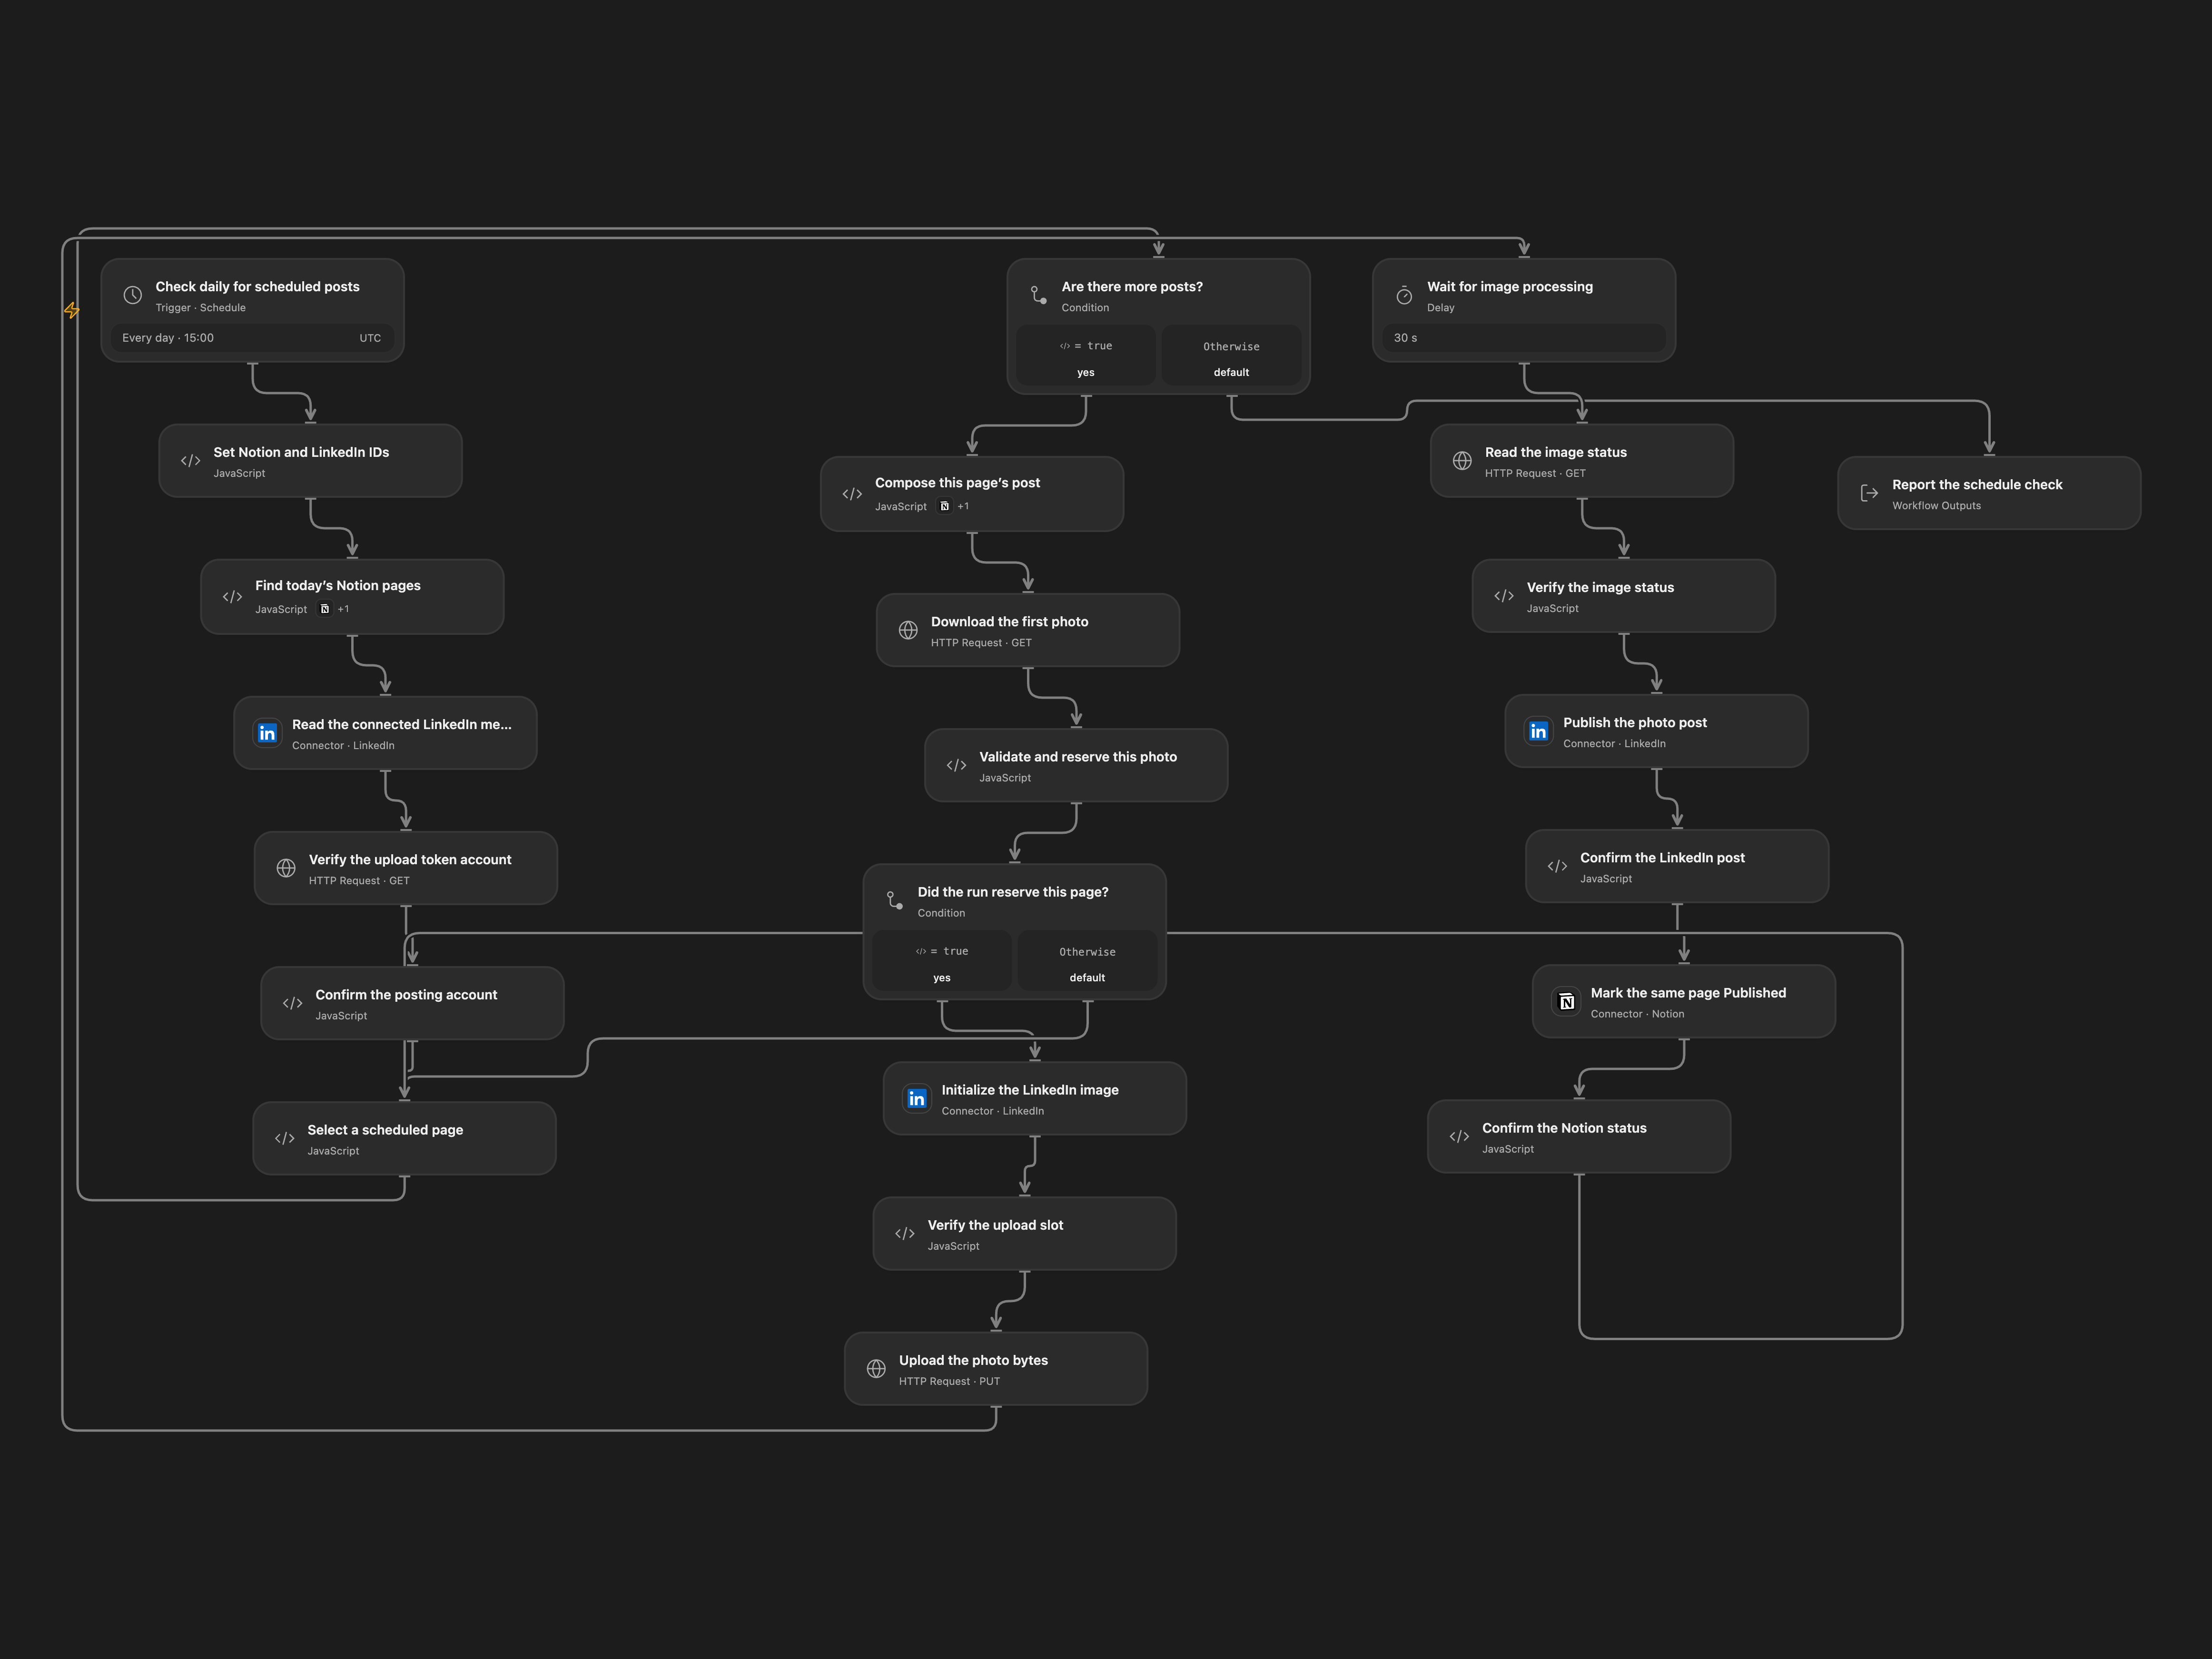 Check daily for scheduled posts
Trigger · Schedule
Every day · 15:00
UTC
Set Notion and LinkedIn IDs
JavaScript
Find today’s Notion pages
JavaScript
+1
Read the connected LinkedIn me...
Connector · LinkedIn
Verify the upload token account
HTTP Request · GET
Confirm the posting account
JavaScript
Select a scheduled page
JavaScript
Are there more posts?
Condition
</> = true
yes
Otherwise
default
Compose this page’s post
JavaScript
+1
Download the first photo
HTTP Request · GET
Validate and reserve this photo
JavaScript
Did the run reserve this page?
Condition
</> = true
yes
Otherwise
default
Initialize the LinkedIn image
Connector · LinkedIn
Verify the upload slot
JavaScript
Upload the photo bytes
HTTP Request · PUT
Wait for image processing
Delay
30 s
Read the image status
HTTP Request · GET
Verify the image status
JavaScript
Publish the photo post
Connector · LinkedIn
Confirm the LinkedIn post
JavaScript
Mark the same page Published
Connector · Notion
Confirm the Notion status
JavaScript
Report the schedule check
Workflow Outputs